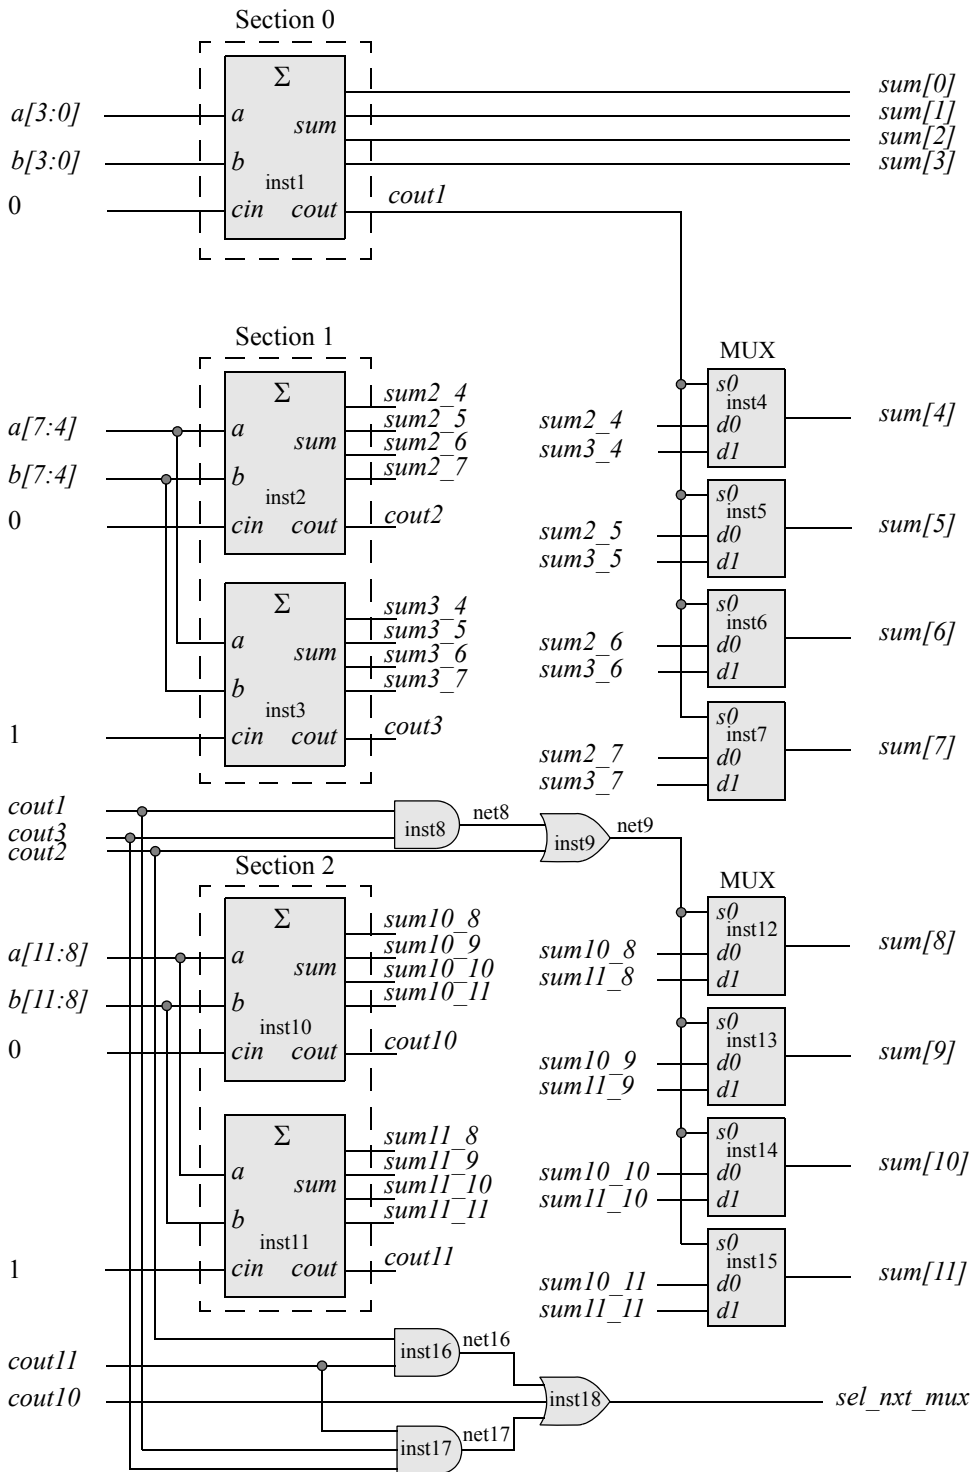 Section 0
Σ
a[3:0]
a
sum
b[3:0]
b
inst1
0
cin cout
cout1
sum[0]
sum[1]
sum[2]
sum[3]
Section 1
Σ
a[7:4]
a
sum
b[7:4]
b
inst2
0
cin cout
sum2_4
sum2_5
sum2_6
sum2_7
cout2
Σ
a
sum
b
inst3
1
cin cout
sum3_4
sum3_5
sum3_6
sum3_7
cout3
MUX
s0
inst4
sum2_4
d0
sum3_4
d1
sum[4]
s0
inst5
sum2_5
d0
sum3_5
d1
sum[5]
s0
inst6
sum2_6
d0
sum3_6
d1
sum[6]
s0
inst7
sum2_7
d0
sum3_7
d1
sum[7]
cout1
cout3
cout2
inst8
net8
inst9
net9
Section 2
Σ
a[11:8]
a
sum
b[11:8]
b
inst10
0
cin cout
sum10_8
sum10_9
sum10_10
sum10_11
cout10
Σ
a
sum
b
inst11
1
cin cout
sum11_8
sum11_9
sum11_10
sum11_11
cout11
MUX
s0
inst12
sum10_8
d0
sum11_8
d1
sum[8]
s0
inst13
sum10_9
d0
sum11_9
d1
sum[9]
s0
inst14
sum10_10
d0
sum11_10
d1
sum[10]
s0
inst15
sum10_11
d0
sum11_11
d1
sum[11]
cout11
cout10
inst16
net16
inst17
net17
inst18
sel_nxt_mux